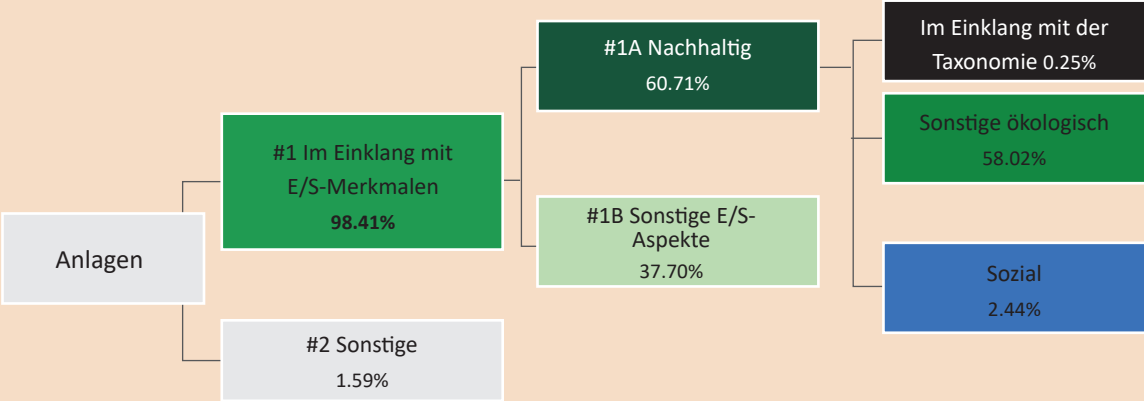 Anlagen
#1 Im Einklang mit
E/S-Merkmalen
98.41%
#2 Sonstige
1.59%
#1A Nachhaltig
60.71%
#1B Sonstige E/S-
Aspekte
37.70%
Im Einklang mit der
Taxonomie 0.25%
Sonstige ökologisch
58.02%
Sozial
2.44%